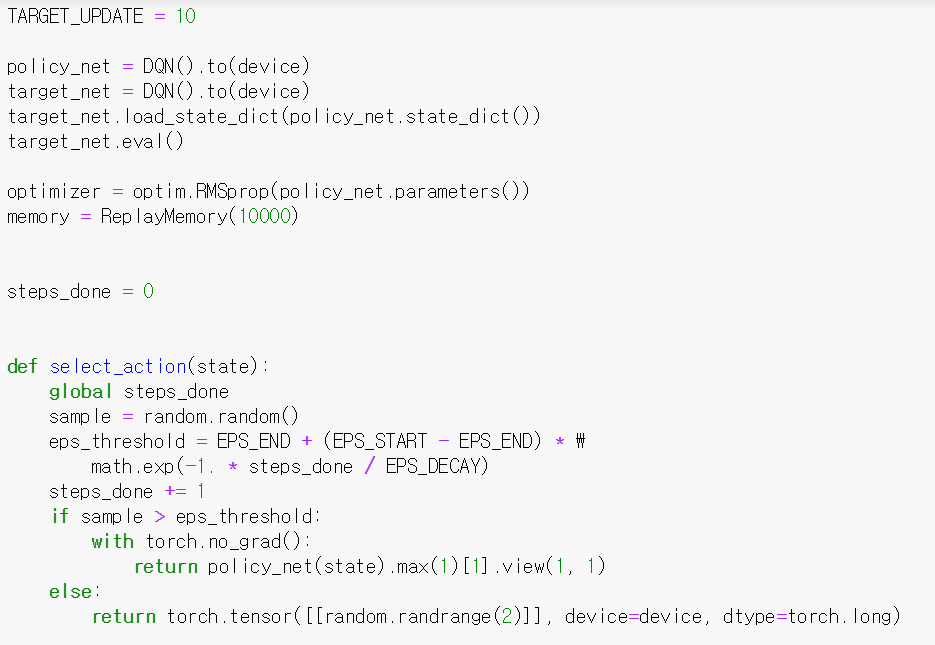 TARGET_UPDATE = 10
policy_net = DQN().to(device)
target_net = DQN().to(device)
target_net.load_state_dict(policy_net.state_dict())
target_net.eval()
optimizer = optim.RMSprop(policy_net.parameters())
memory = ReplayMemory(10000)
steps_done = 0
def select_action(state):
    global steps_done
    sample = random.random()
    eps_threshold = EPS_END + (EPS_START - EPS_END) * ₩
        math.exp(-1. * steps_done / EPS_DECAY)
    steps_done += 1
    if sample > eps_threshold:
        with torch.no_grad():
            return policy_net(state).max(1)[1].view(1, 1)
    else:
        return torch.tensor([[random.randrange(2)]], device=device, dtype=torch.long)